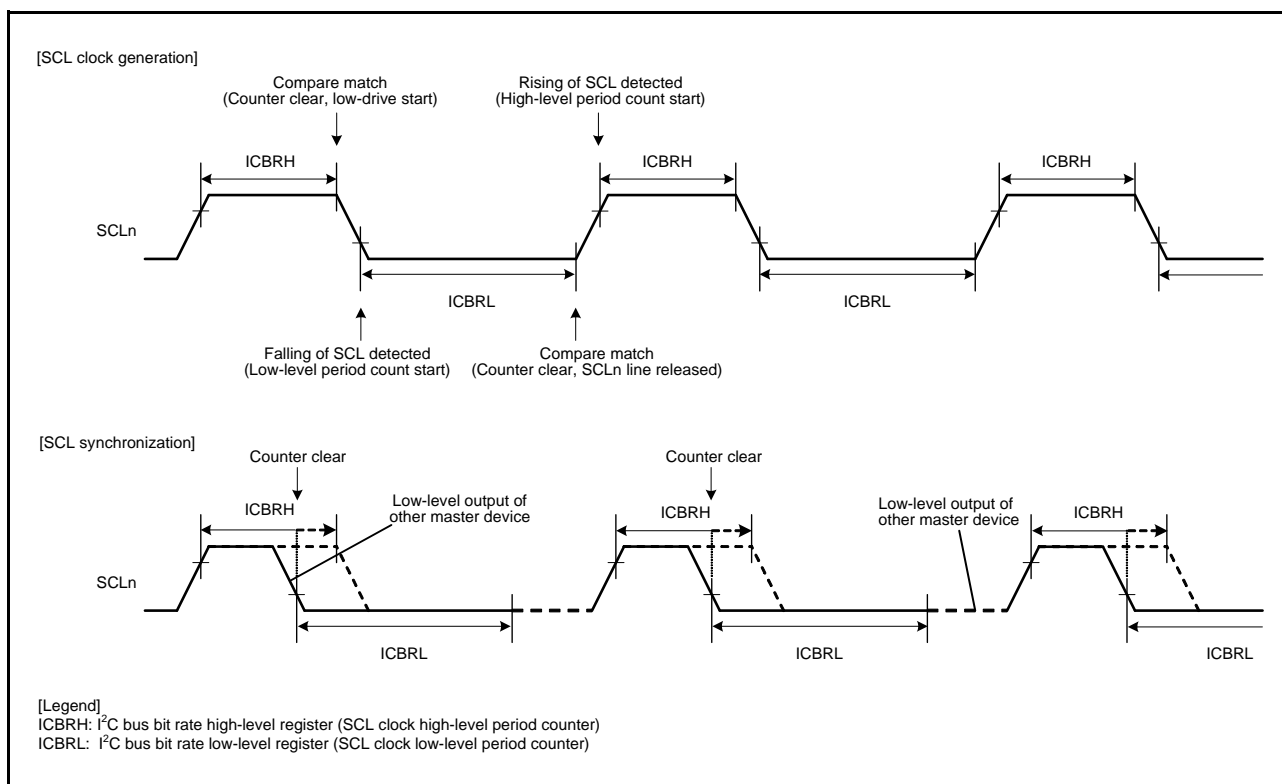 [SCL clock generation]
Compare match
(Counter clear, low-drive start)
Rising of SCL detected
(High-level period count start)
ICBRH
ICBRH
ICBRH
SCLn
ICBRL
ICBRL
Falling of SCL detected
(Low-level period count start)
Compare match
(Counter clear, SCLn line released)
[SCL synchronization]
Counter clear
Counter clear
ICBRH
Low-level output of
other master device
ICBRH
Low-level output of
other master device
ICBRH
SCLn
ICBRL
ICBRL
ICBRL
[Legend]
ICBRH: I²C bus bit rate high-level register (SCL clock high-level period counter)
ICBRL: I²C bus bit rate low-level register (SCL clock low-level period counter)